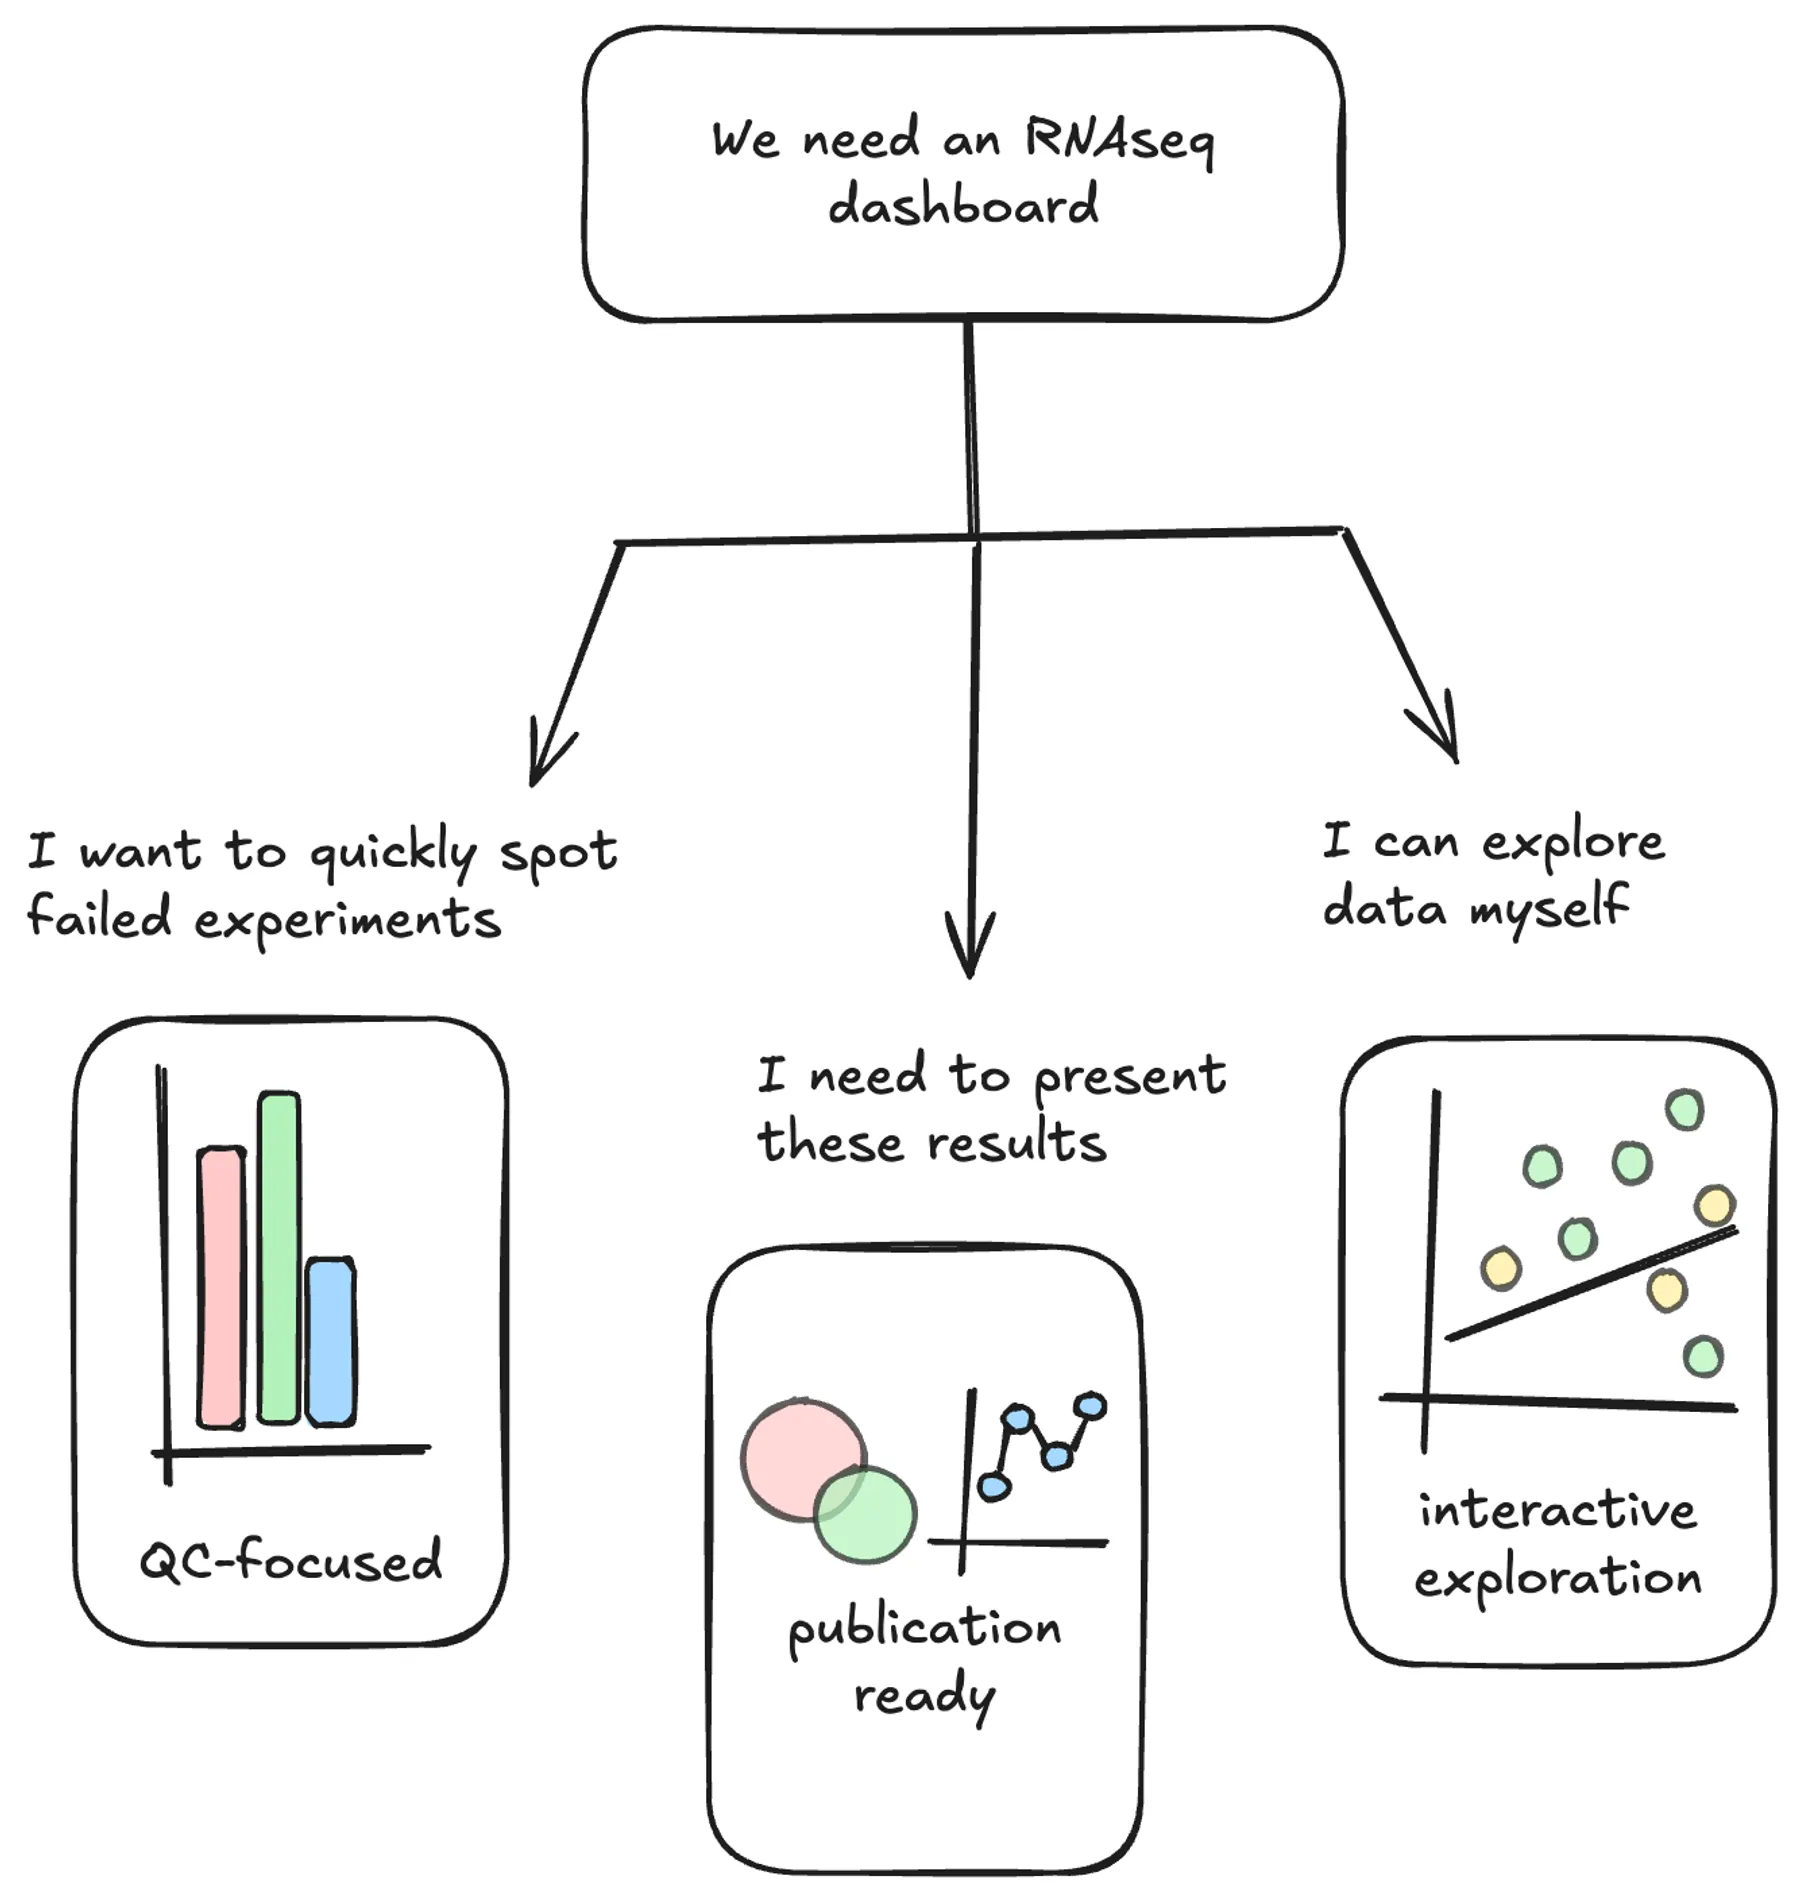 We need an RNAseq
dashboard
I want to quickly spot
failed experiments
QC-focused
I need to present
these results
publication
ready
I can explore
data myself
interactive
exploration